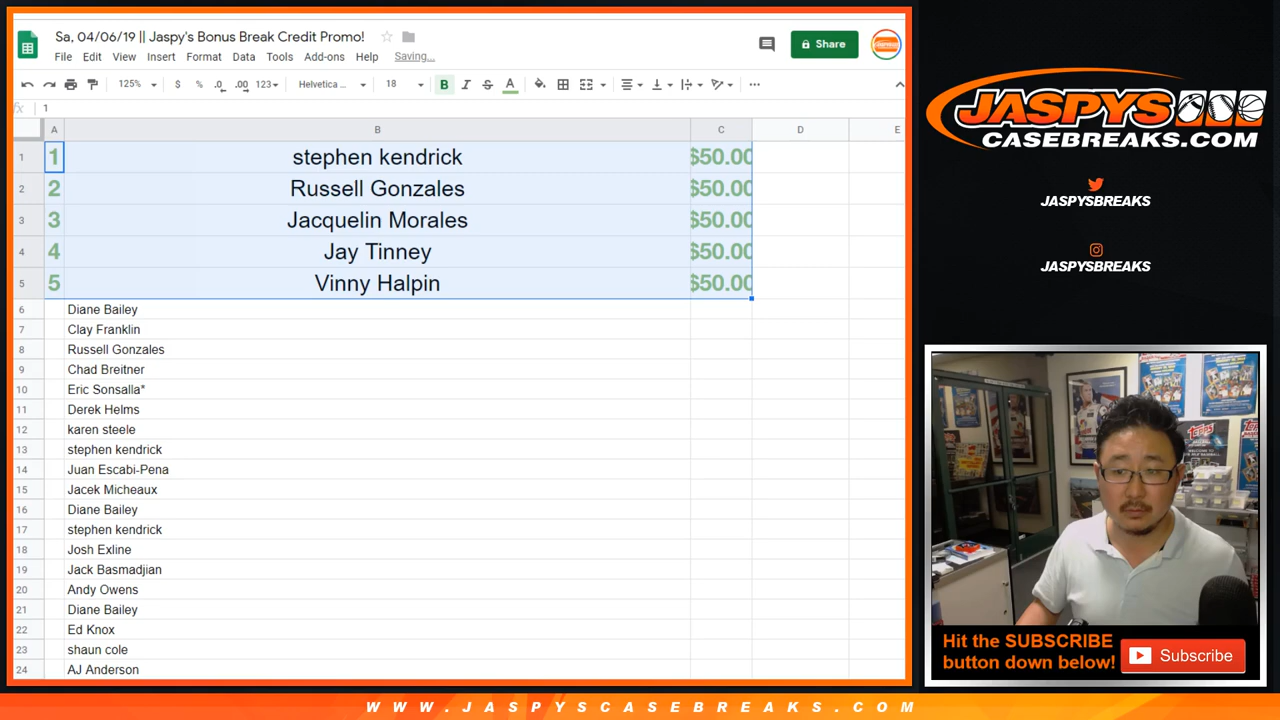 Sa, 04/06/19 || Jaspy's Bonus Break Credit Promo!
File Edit View Insert Format Data Tools Add-ons Help Saving...
Share
125% $ % .0 .00 123 Helvetica ... 18 B I S A
fx 1
A B C D E
1 1 stephen kendrick $50.00
2 2 Russell Gonzales $50.00
3 3 Jacquelin Morales $50.00
4 4 Jay Tinney $50.00
5 5 Vinny Halpin $50.00
6 Diane Bailey
7 Clay Franklin
8 Russell Gonzales
9 Chad Breitner
10 Eric Sonsalla*
11 Derek Helms
12 karen steele
13 stephen kendrick
14 Juan Escabi-Pena
15 Jacek Micheaux
16 Diane Bailey
17 stephen kendrick
18 Josh Exline
19 Jack Basmadjian
20 Andy Owens
21 Diane Bailey
22 Ed Knox
23 shaun cole
24 AJ Anderson
JASPYS
CASEBREAKS.COM
JASPYSBREAKS
JASPYSBREAKS
TOPPS
Hit the SUBSCRIBE
button down below!
Subscribe
WWW.JASPYSCASEBREAKS.COM